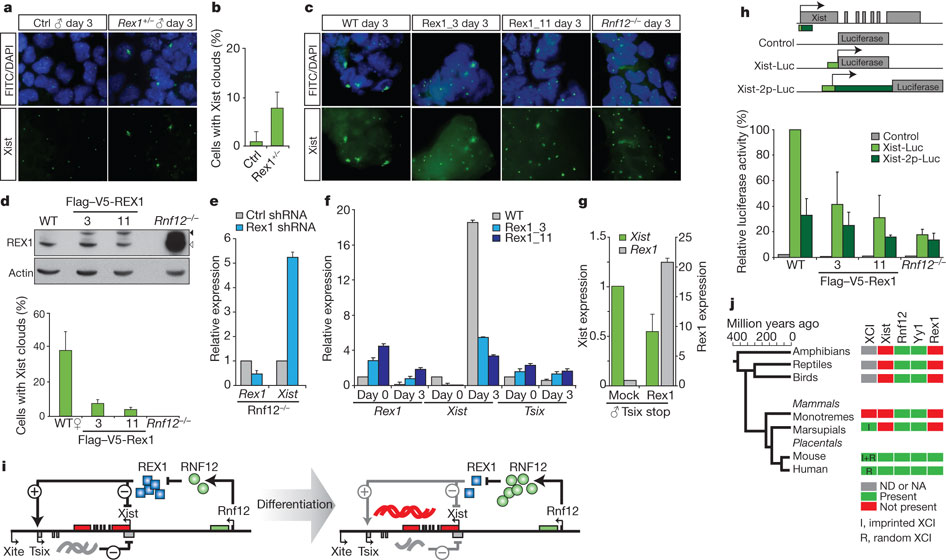 a
Ctrl ♂ day 3
Rex1+/– ♂ day 3
FITC/DAPI
Xist
b
Cells with Xist clouds (%)
20
15
10
5
0
Ctrl
Rex1+/–
c
WT day 3
Rex1_3 day 3
Rex1_11 day 3
Rnf12–/– day 3
FITC/DAPI
Xist
d
Flag–V5-REX1
WT
3
11
Rnf12–/–
REX1
Actin
Cells with Xist clouds (%)
60
50
40
30
20
10
0
WT♀
3
11
Rnf12–/–
Flag–V5-Rex1
e
Ctrl shRNA
Rex1 shRNA
Relative expression
6
5
4
3
2
1
0
Rex1
Xist
Rnf12–/–
f
WT
Rex1_3
Rex1_11
Relative expression
20
16
12
8
4
0
Day 0
Day 3
Day 0
Day 3
Day 0
Day 3
Rex1
Xist
Tsix
g
Xist
Rex1
Xist expression
1.5
1
0.5
0
Rex1 expression
25
20
15
10
5
0
Mock
Rex1
♂ Tsix stop
h
Xist
Control
Luciferase
Xist-Luc
Luciferase
Xist-2p-Luc
Luciferase
Relative luciferase activity (%)
100
80
60
40
20
0
Control
Xist-Luc
Xist-2p-Luc
WT
3
11
Rnf12–/–
Flag–V5-Rex1
i
REX1
RNF12
+
–
Xist
Rnf12
Xite
Tsix
–
Differentiation
REX1
RNF12
+
–
Xist
Rnf12
Xite
Tsix
–
j
Million years ago
400
200
0
XCI
Xist
Rnf12
Yy1
Rex1
Amphibians
Reptiles
Birds
Mammals
Monotremes
Marsupials
I
Placentals
Mouse
I+R
Human
R
ND or NA
Present
Not present
I, imprinted XCI
R, random XCI